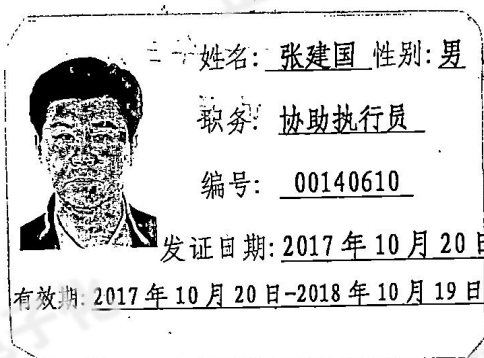 姓名: 张建国 性别: 男
职务: 协助执行员
编号: 00140610
发证日期: 2017 年 10 月 20 日
有效期: 2017 年 10 月 20 日-2018 年 10 月 19 日